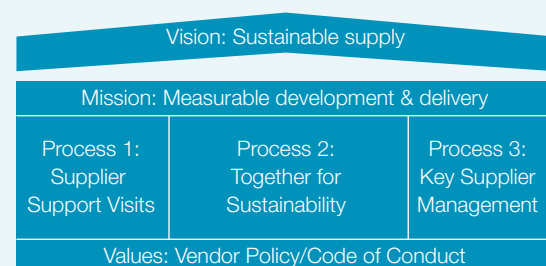 Vision: Sustainable supply
Mission: Measurable development & delivery
Process 1:
Supplier
Support Visits
Process 2:
Together for
Sustainability
Process 3:
Key Supplier
Management
Values: Vendor Policy/Code of Conduct